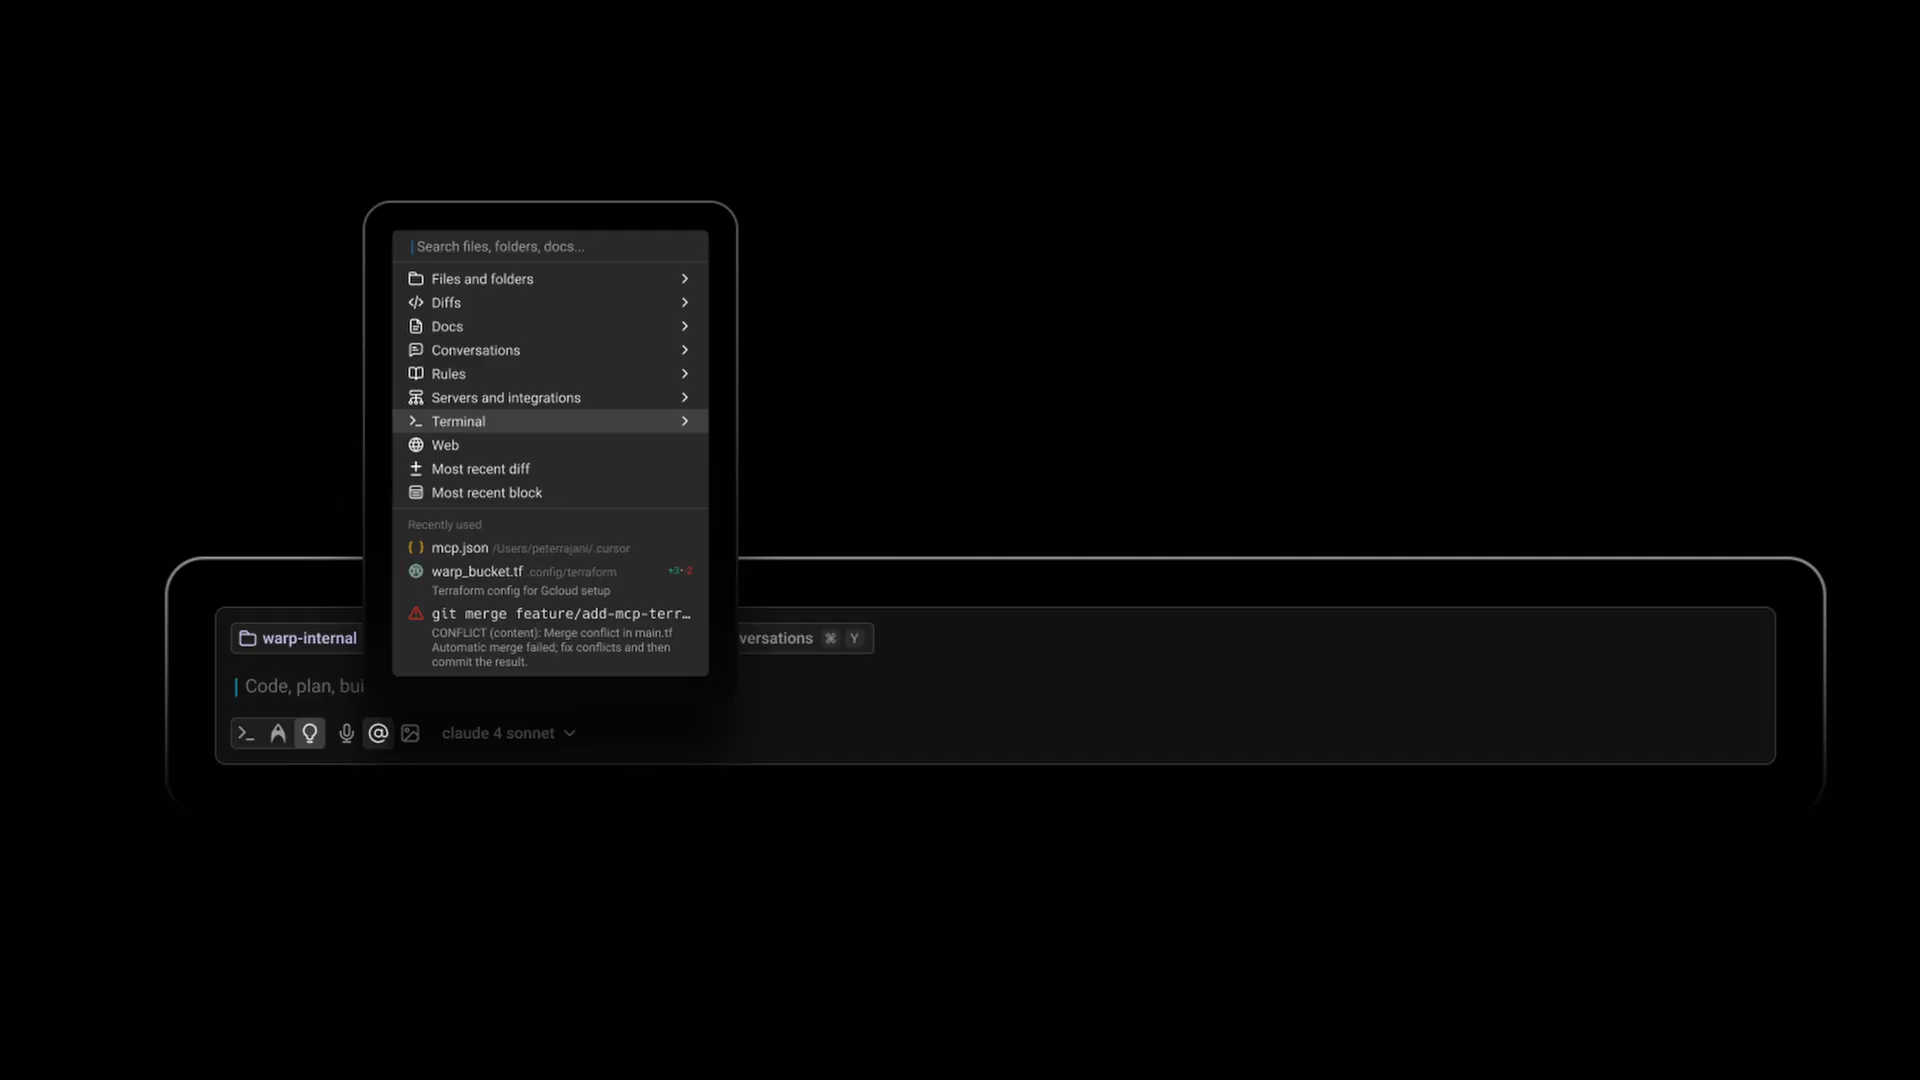 Search files, folders, docs...
Files and folders
Diffs
Docs
Conversations
Rules
Servers and integrations
Terminal
Web
Most recent diff
Most recent block
Recently used
mcp.json /Users/peterrajani/.cursor
warp_bucket.tf .config/terraform +3•-2
Terraform config for Gcloud setup
git merge feature/add-mcp-terr…
CONFLICT (content): Merge conflict in main.tf
Automatic merge failed; fix conflicts and then
commit the result.
warp-internal versations ⌘ Y
Code, plan, bui
claude 4 sonnet